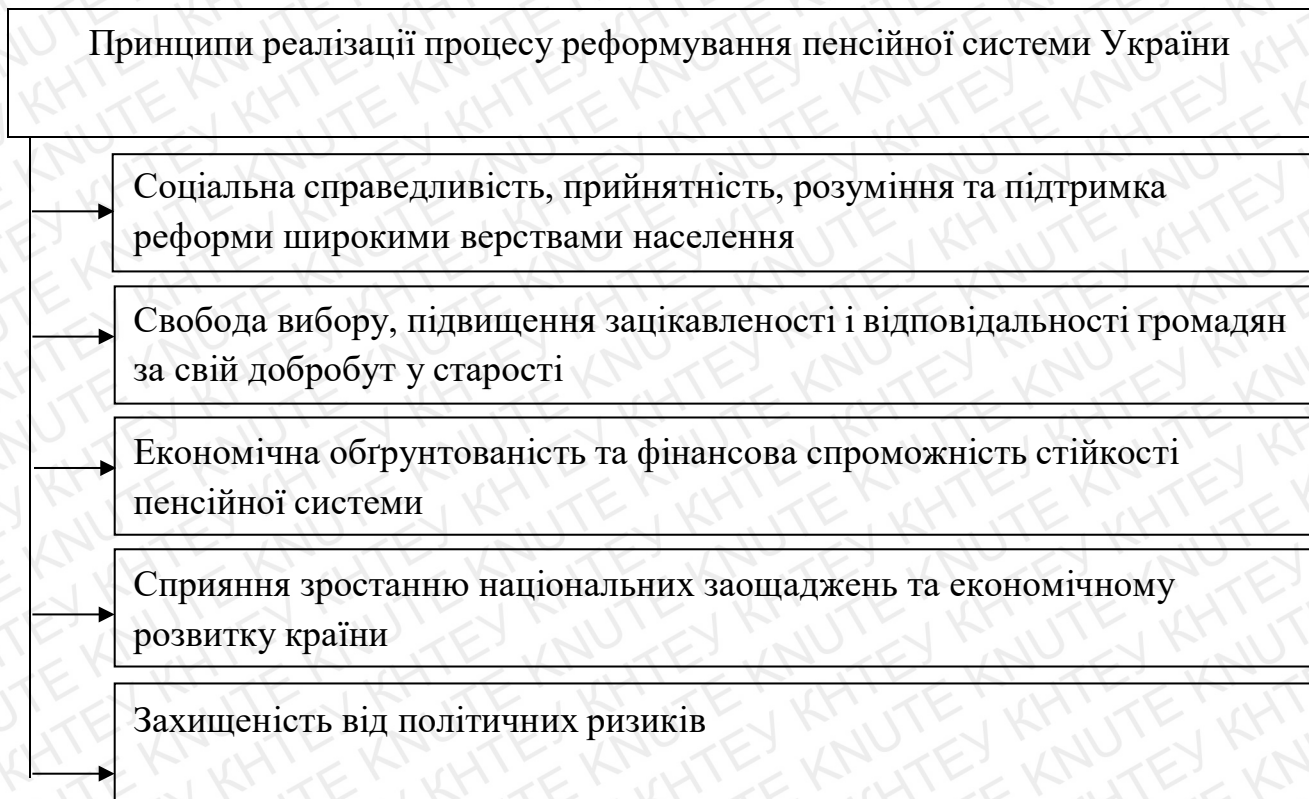 Принципи реалізації процесу реформування пенсійної системи України
Соціальна справедливість, прийнятність, розуміння та підтримка
реформи широкими верствами населення
Свобода вибору, підвищення зацікавленості і відповідальності громадян
за свій добробут у старості
Економічна обґрунтованість та фінансова спроможність стійкості
пенсійної системи
Сприяння зростанню національних заощаджень та економічному
розвитку країни
Захищеність від політичних ризиків